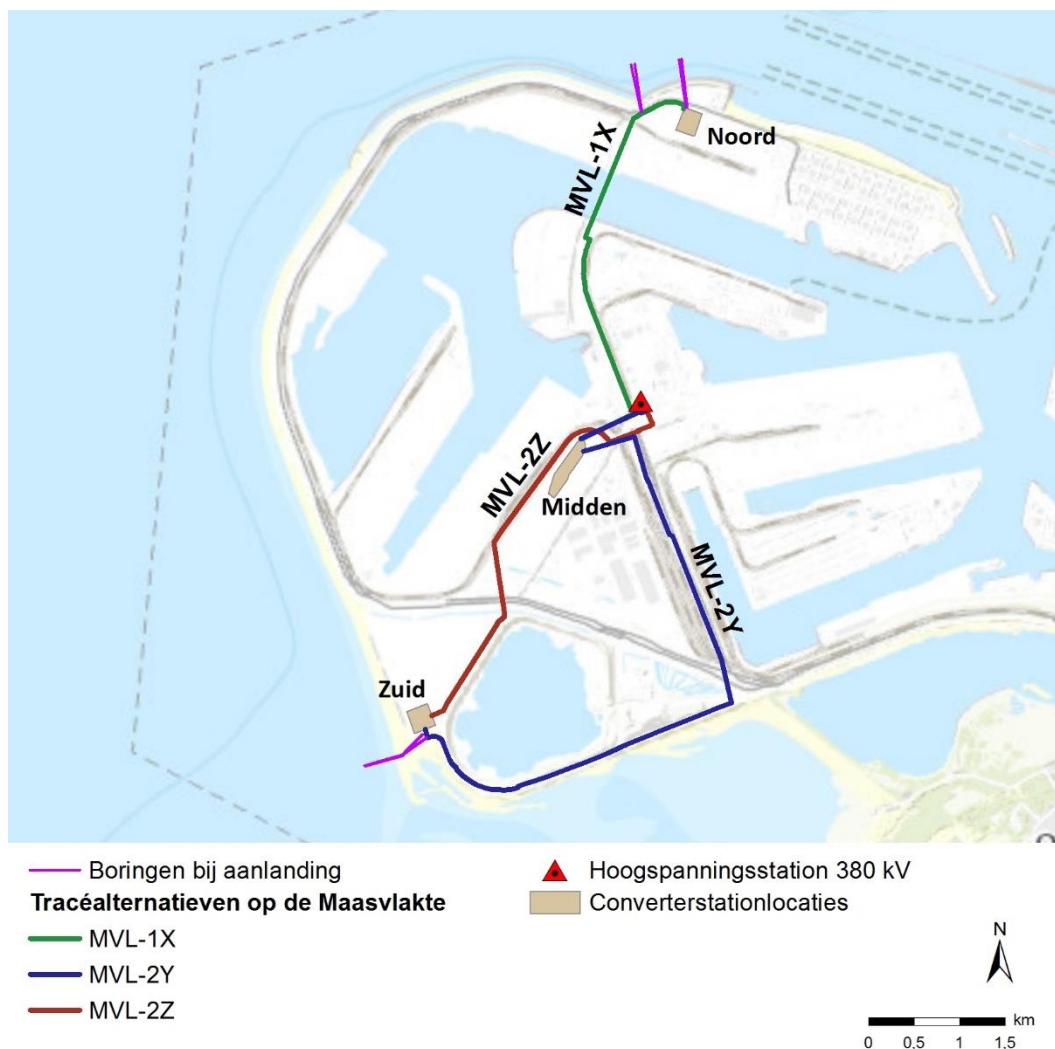 Noord
MVL-1X
MVL-2Z
Midden
MVL-2Y
Zuid
Boringen bij aanlanding
Tracéalternatieven op de Maasvlakte
MVL-1X
MVL-2Y
MVL-2Z
Hoogspanningsstation 380 kV
Converterstationlocaties
N
km
0 0,5 1 1,5